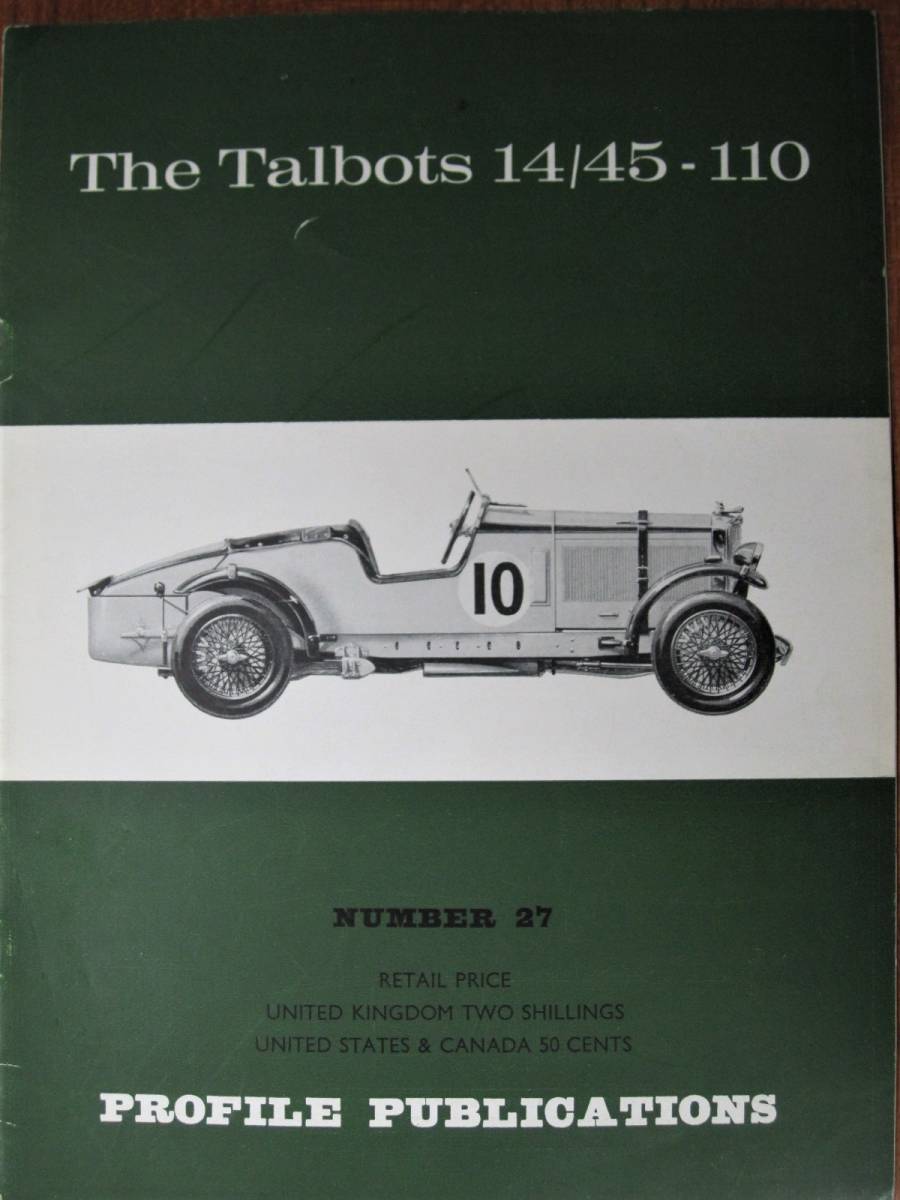 The Talbots 14/45 - 110
10
NUMBER 27
RETAIL PRICE
UNITED KINGDOM TWO SHILLINGS
UNITED STATES & CANADA 50 CENTS
PROFILE PUBLICATIONS